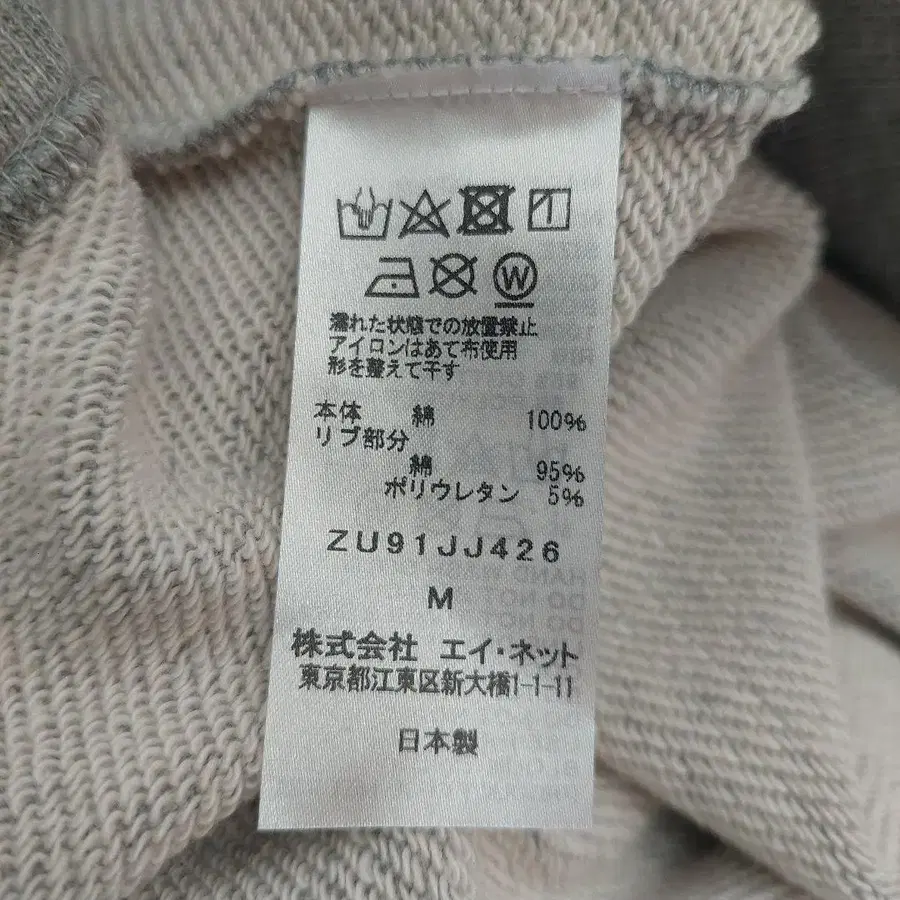 W
濡れた状態での放置禁止
アイロンはあて布使用
形を整えて干す
本体 綿 100%
リブ部分
綿 95%
ポリウレタン 5%
ZU91JJ426
M
株式会社 エイ・ネット
東京都江東区新大橋1-1-11
日本製